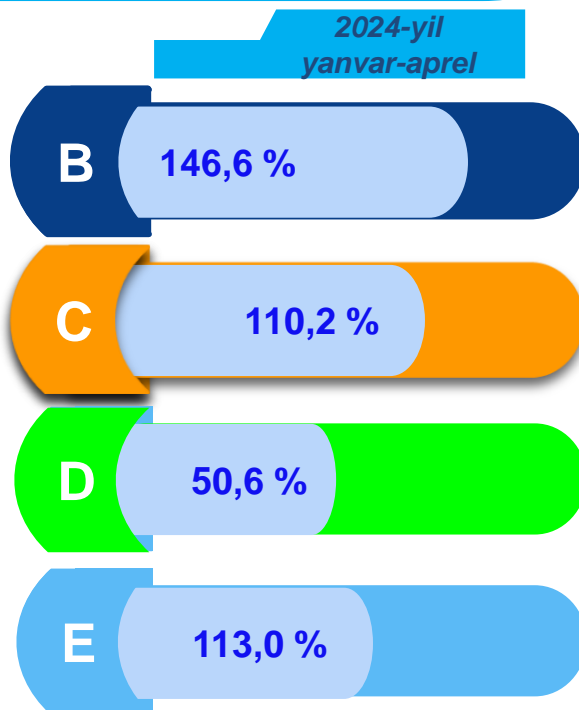 2024-yil
yanvar-aprel
B
146,6 %
C
110,2 %
D
50,6 %
E
113,0 %